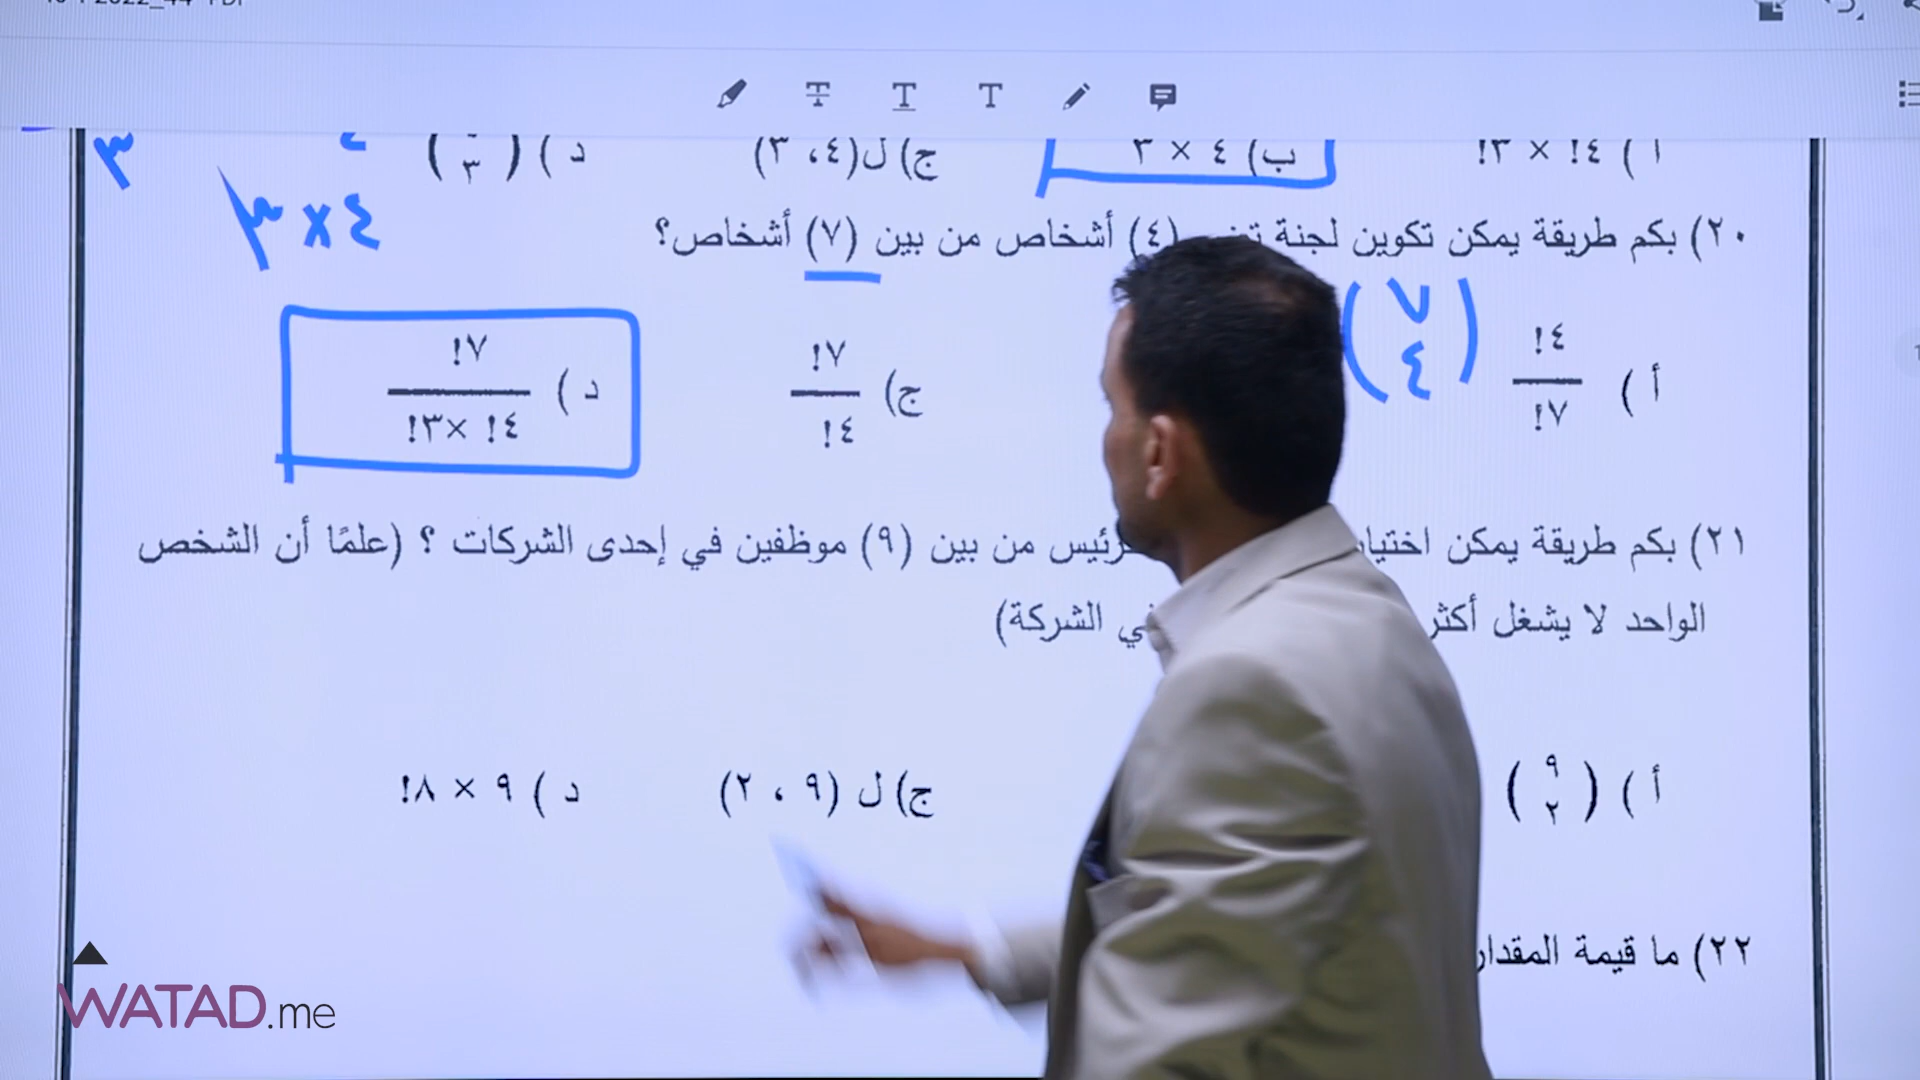 أ ) ٤! × ٣! ب) ٤ × ٣ ج) ل(٤، ٣) د ) ( ٣ )
٣
٣×٤
٢٠) بكم طريقة يمكن تكوين لجنة (٤) أشخاص من بين (٧) أشخاص؟
(٧ ٤)
أ ) ٤! / ٧! ج) ٧! / ٤! د ) ٧! / ٤! ×٣!
٢١) بكم طريقة يمكن من بين (٩) موظفين في إحدى الشركات ؟ (علمًا أن الشخص
الواحد لا يشغل أكثر الشركة)
أ ) ( ٩ ٢ ) ج) ل (٩ ، ٢) د ) ٩ × ٨!
٢٢) ما قيمة المقدار
WATAD.me